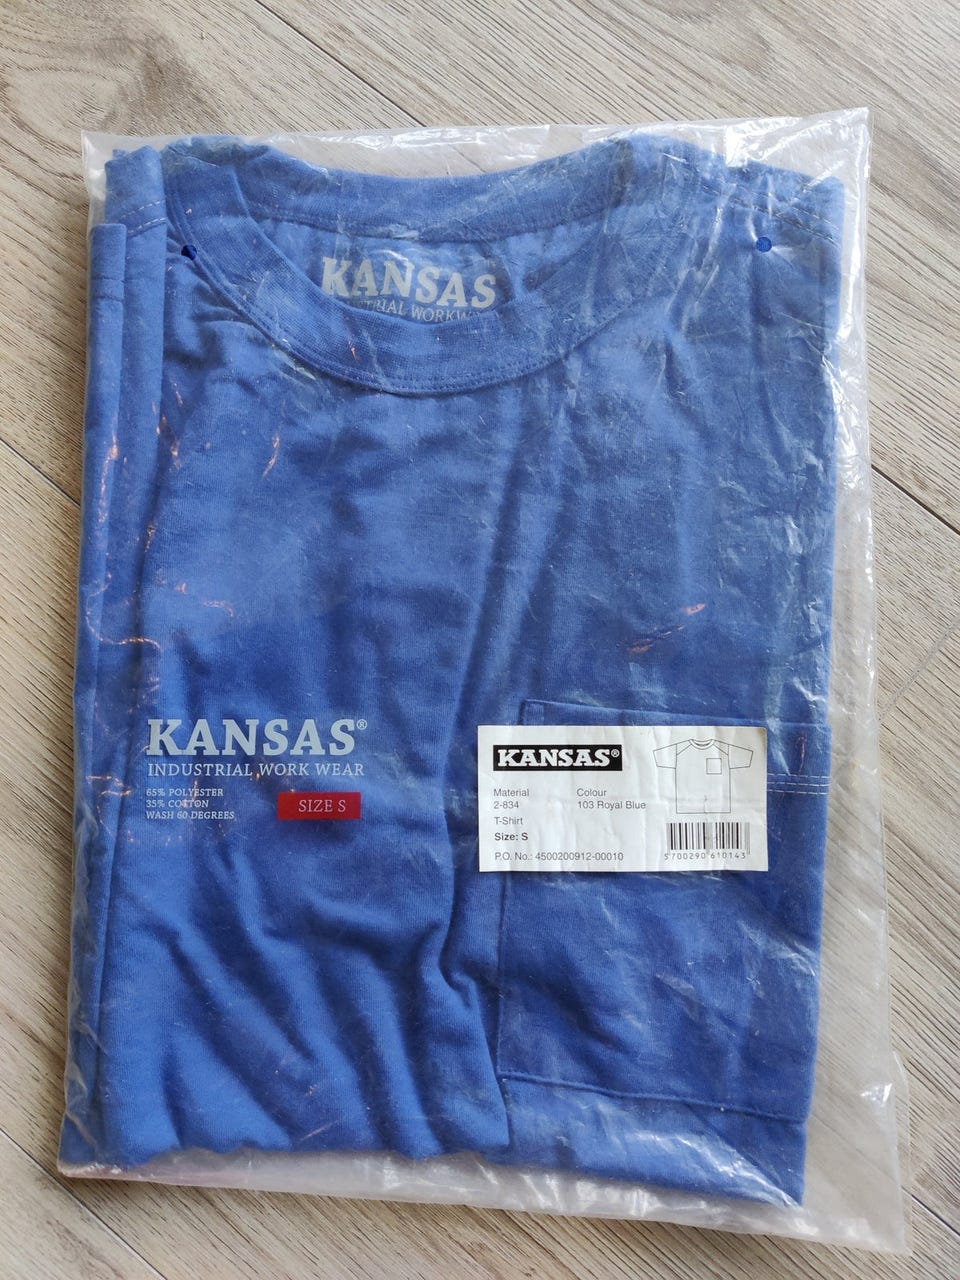 KANSAS
KANSAS®
INDUSTRIAL WORK WEAR
65% POLYESTER
35% COTTON
WASH 60 DEGREES
SIZE S
KANSAS®
Material Colour
2-834 103 Royal Blue
T-Shirt
Size: S
P.O. No.: 4500200912-00010
5700290610143